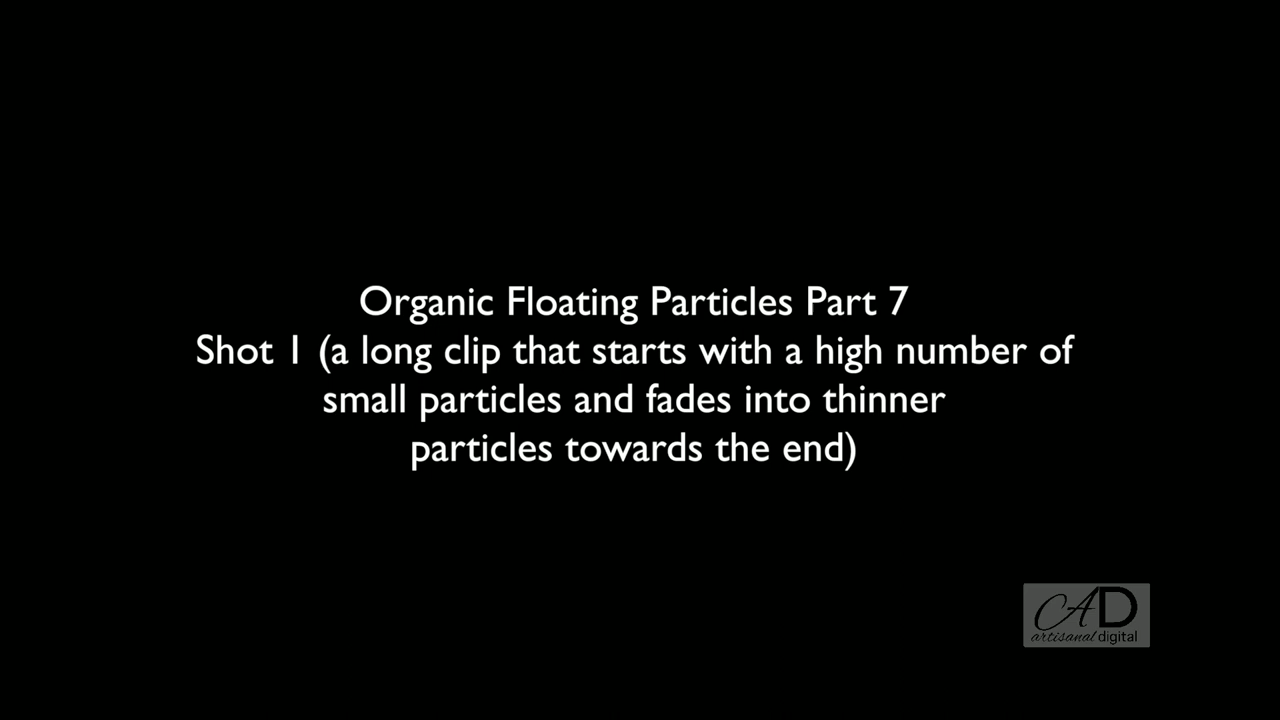 Organic Floating Particles Part 7
Shot 1 (a long clip that starts with a high number of
small particles and fades into thinner
particles towards the end)
AD
artisanal digital